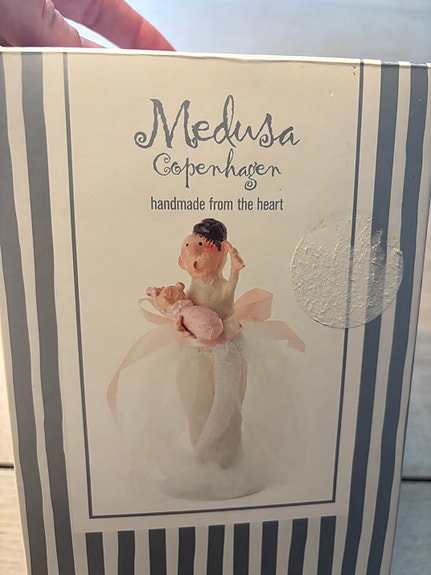 Medusa
Copenhagen
handmade from the heart